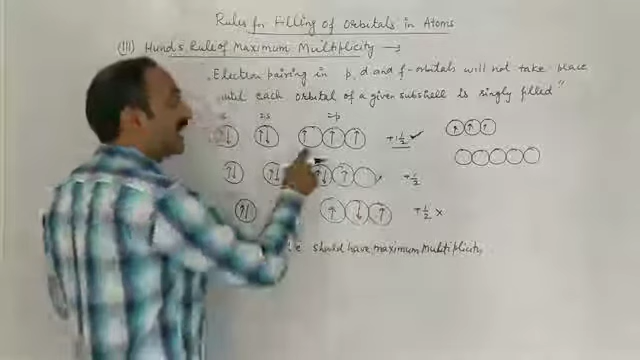 Rules for Filling of Orbitals in Atoms
(III) Hund's Rule of Maximum Multiplicity →
"Electron pairing in p, d and f-orbitals will not take place
until each orbital of a given subshell is singly filled"
2s 2p
↑↓ ↑↓ ↑ ↑ ↑ +1½ ✓ ↑ ↑ ↑
↑↓ ↑↓ ↑ +½
↑↓ ↑ ↓ ↑ +½ x
should have maximum multiplicity